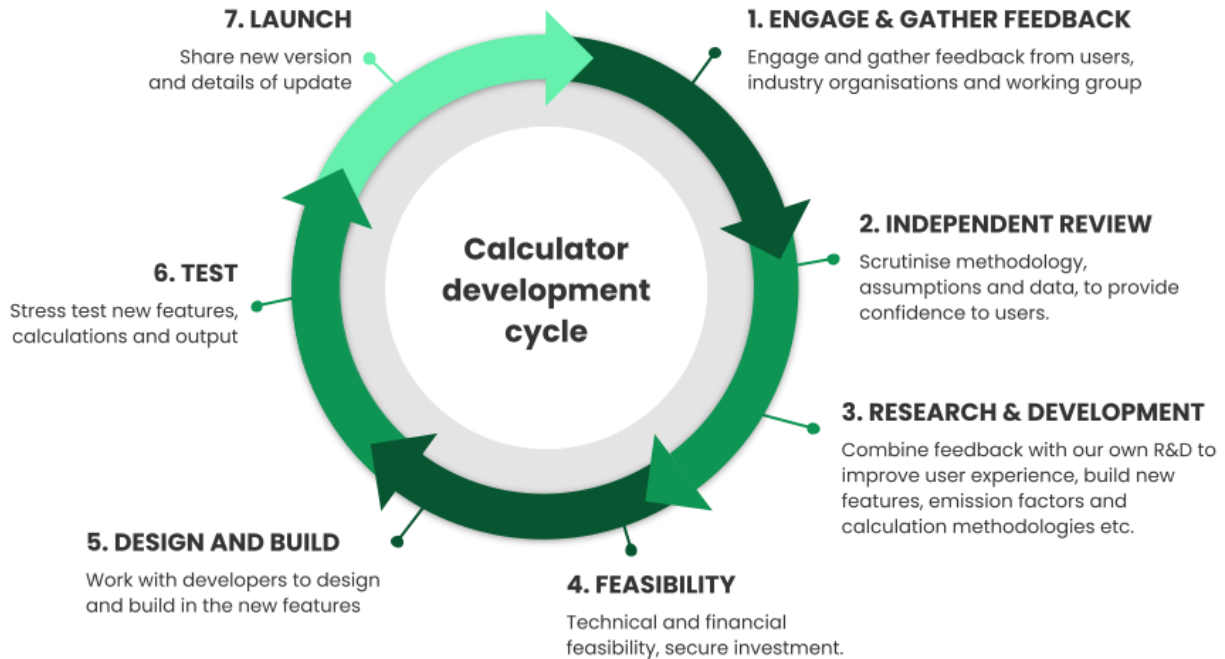 Calculator
development
cycle
1. ENGAGE & GATHER FEEDBACK
Engage and gather feedback from users,
industry organisations and working group
2. INDEPENDENT REVIEW
Scrutinise methodology,
assumptions and data, to provide
confidence to users.
3. RESEARCH & DEVELOPMENT
Combine feedback with our own R&D to
improve user experience, build new
features, emission factors and
calculation methodologies etc.
4. FEASIBILITY
Technical and financial
feasibility, secure investment.
5. DESIGN AND BUILD
Work with developers to design
and build in the new features
6. TEST
Stress test new features,
calculations and output
7. LAUNCH
Share new version
and details of update